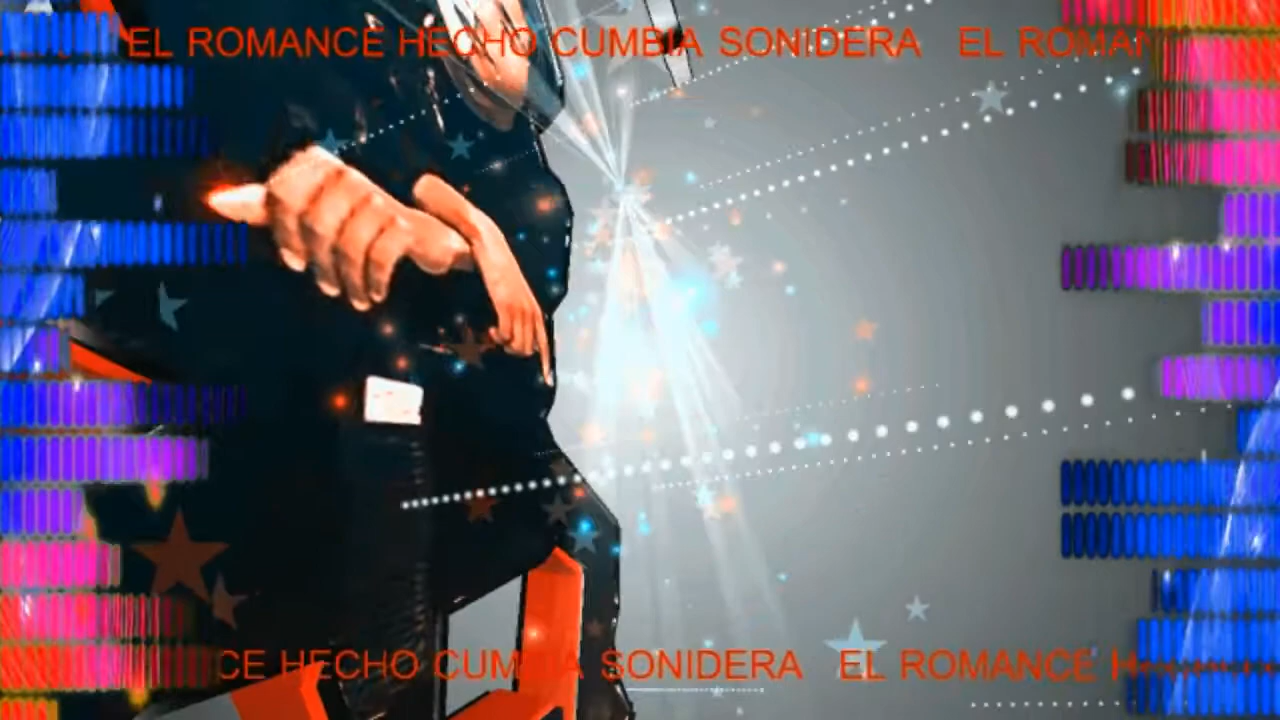 EL ROMANCE HECHO CUMBIA SONIDERA EL ROMAN
CE HECHO CUMBIA SONIDERA EL ROMANCE H